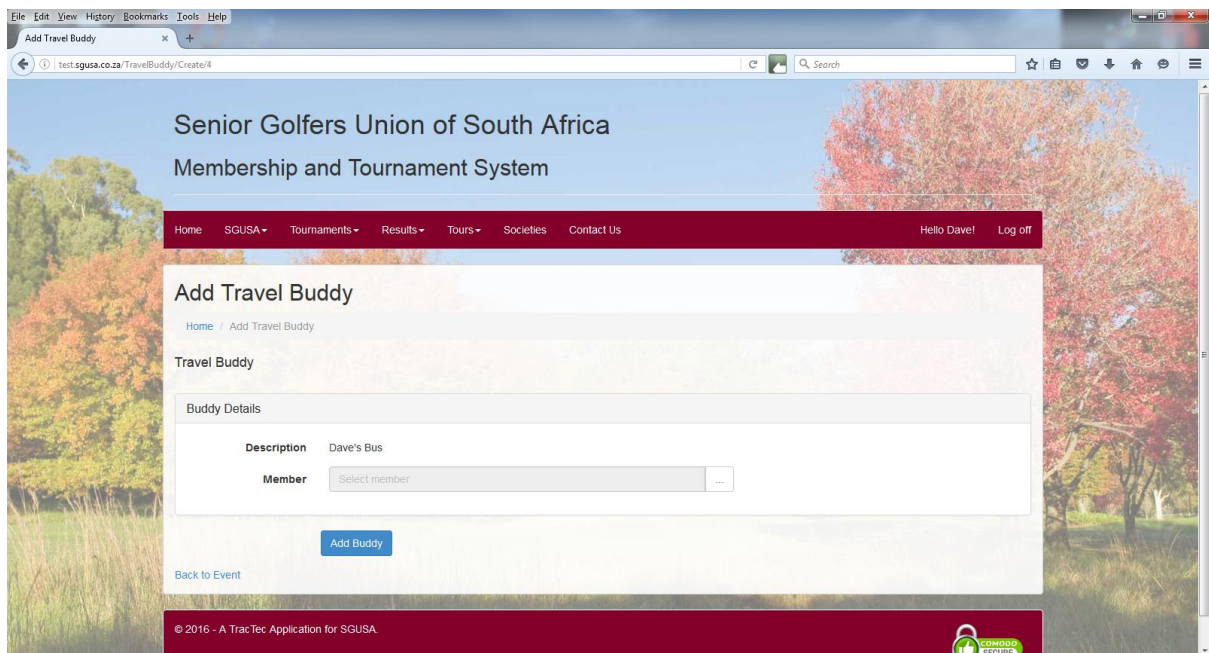 File Edit View History Bookmarks Tools Help
Add Travel Buddy × +
test.sgusa.co.za/TravelBuddy/Create/4 Search
Senior Golfers Union of South Africa
Membership and Tournament System
Home SGUSA Tournaments Results Tours Societies Contact Us Hello Dave! Log off
Add Travel Buddy
Home / Add Travel Buddy
Travel Buddy
Buddy Details
Description Dave's Bus
Member Select member ...
Add Buddy
Back to Event
© 2016 - A TracTec Application for SGUSA.
COMODO
SECURE